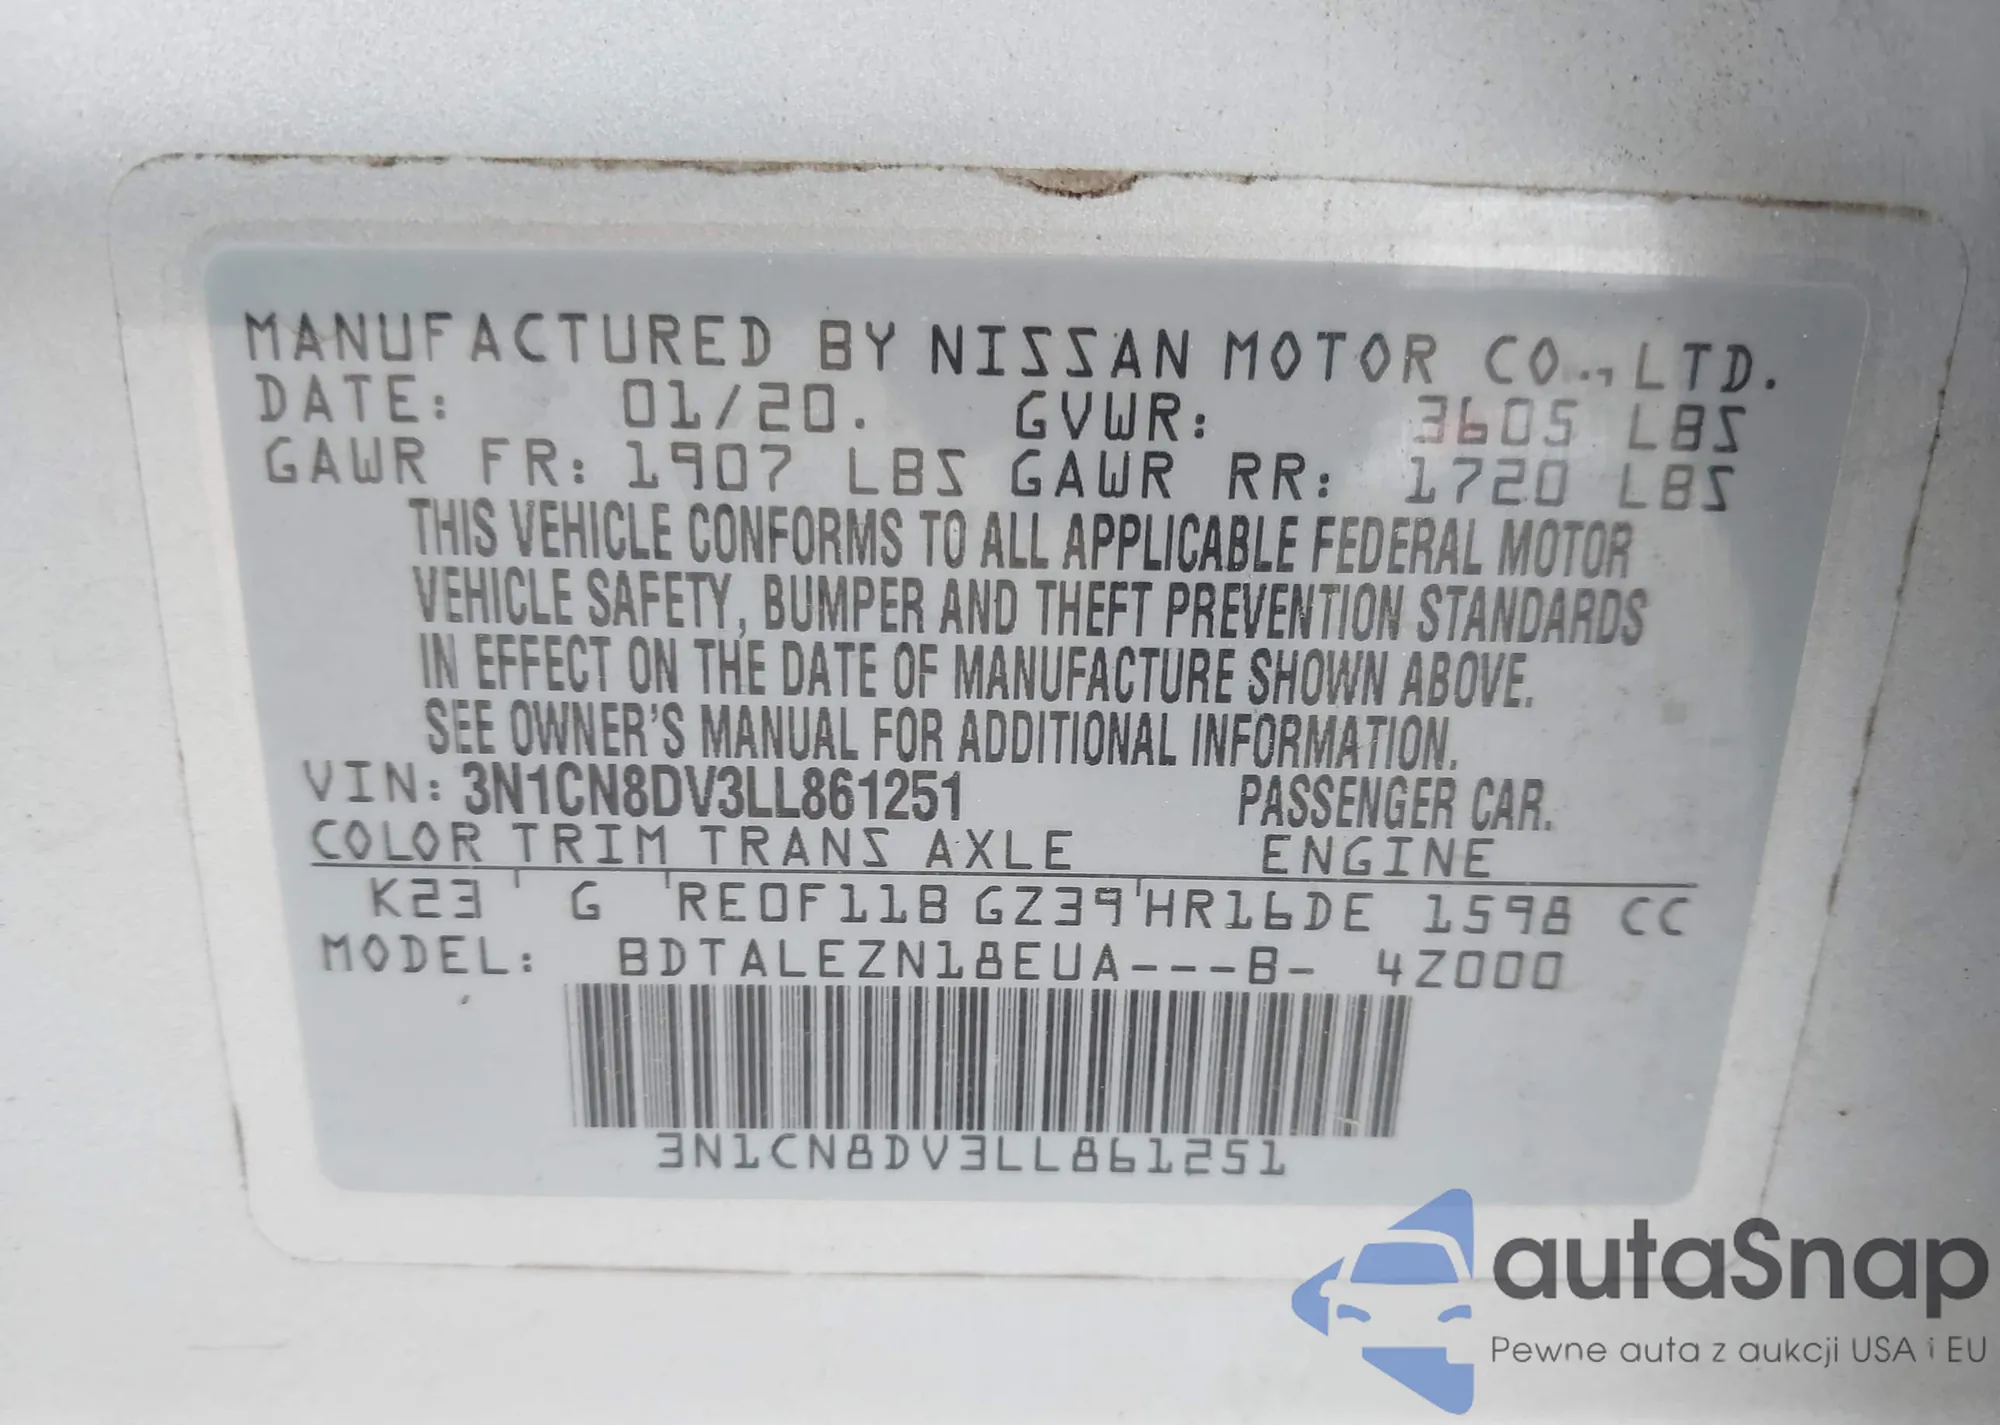 MANUFACTURED BY NISSAN MOTOR CO., LTD.
DATE: 01/20. GVWR: 3605 LBS
GAWR FR: 1907 LBS GAWR RR: 1720 LBS
THIS VEHICLE CONFORMS TO ALL APPLICABLE FEDERAL MOTOR
VEHICLE SAFETY, BUMPER AND THEFT PREVENTION STANDARDS
IN EFFECT ON THE DATE OF MANUFACTURE SHOWN ABOVE.
SEE OWNER'S MANUAL FOR ADDITIONAL INFORMATION.
VIN: 3N1CN8DV3LL861251 PASSENGER CAR.
COLOR TRIM TRANS AXLE ENGINE
K23 ' G ' RE0F11B GZ39 ' HR16DE 1598 CC
MODEL: BDTALEZN18EUA---B- 4Z000
3N1CN8DV3LL861251
autaSnap
Pewne auta z aukcji USA i EU